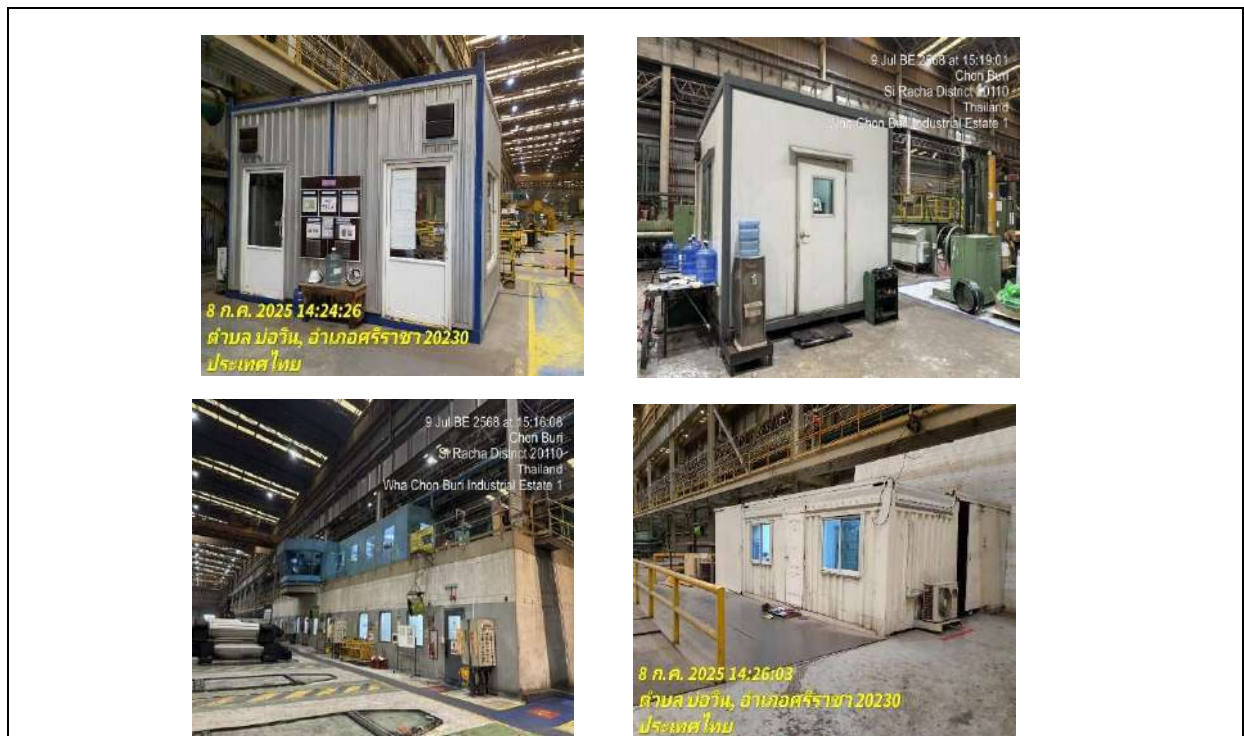 8 ก.ค. 2025 14:24:26
ตำบล บ่อวิน, อำเภอศรีราชา 20230
ประเทศไทย
9 Jul BE 2568 at 15:19:01
Chon Buri
Si Racha District 20110
Thailand
Wha Chon Buri Industrial Estate 1
9 Jul BE 2568 at 15:16:08
Chon Buri
Si Racha District 20110
Thailand
Wha Chon Buri Industrial Estate 1
8 ก.ค. 2025 14:26:03
ตำบล บ่อวิน, อำเภอศรีราชา 20230
ประเทศไทย